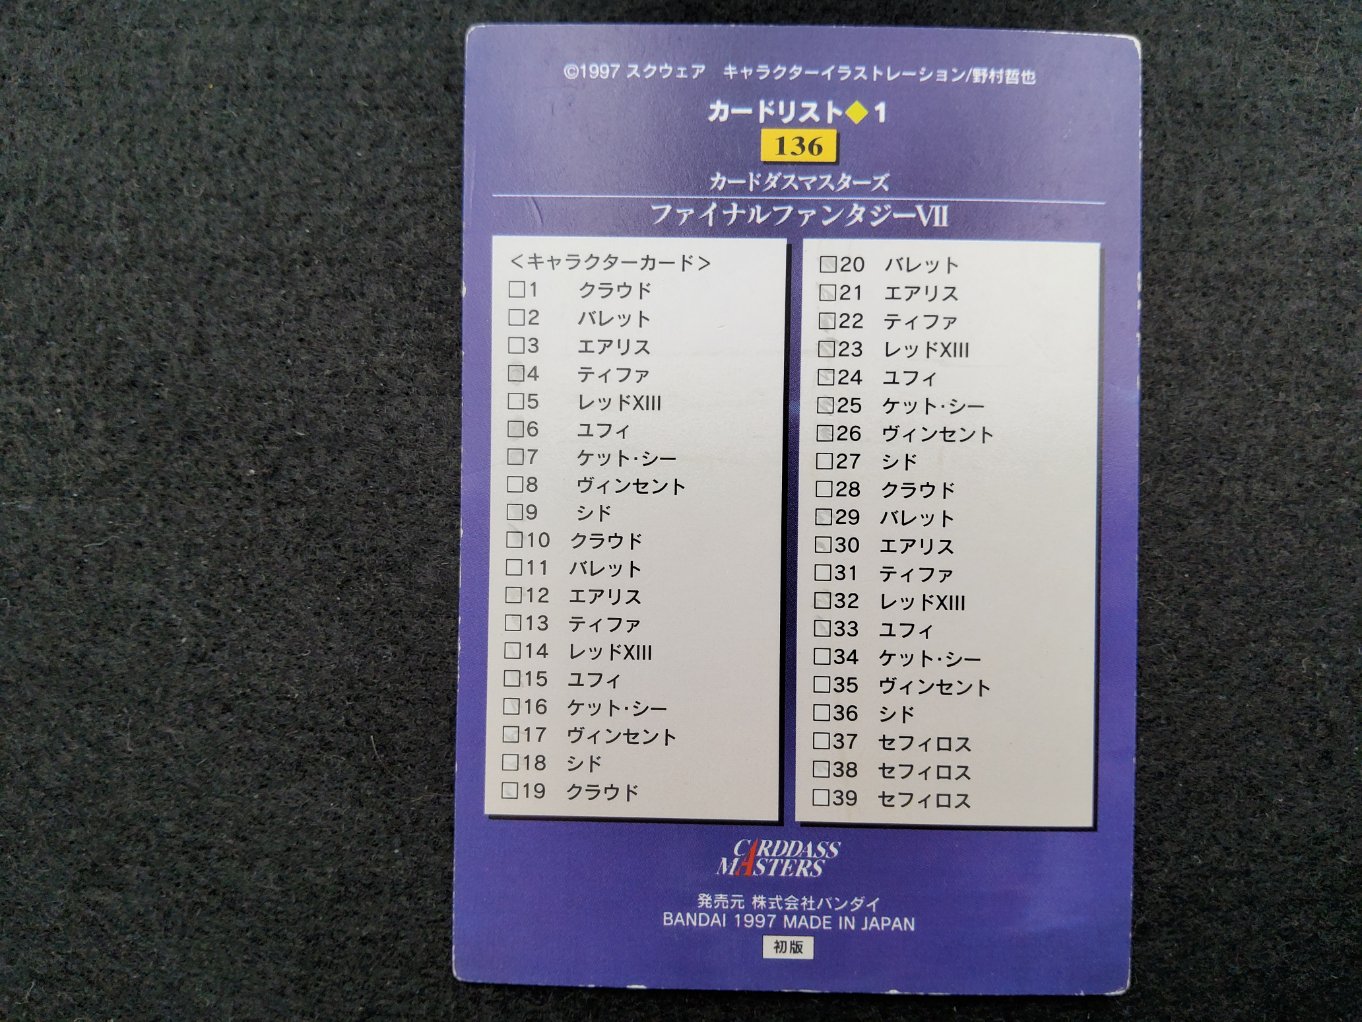 ©1997 スクウェア　キャラクターイラストレーション/野村哲也
カードリスト◆1
136
カードダスマスターズ
ファイナルファンタジーVII
＜キャラクターカード＞
□1 クラウド
□2 バレット
□3 エアリス
□4 ティファ
□5 レッドXIII
□6 ユフィ
□7 ケット・シー
□8 ヴィンセント
□9 シド
□10 クラウド
□11 バレット
□12 エアリス
□13 ティファ
□14 レッドXIII
□15 ユフィ
□16 ケット・シー
□17 ヴィンセント
□18 シド
□19 クラウド
□20 バレット
□21 エアリス
□22 ティファ
□23 レッドXIII
□24 ユフィ
□25 ケット・シー
□26 ヴィンセント
□27 シド
□28 クラウド
□29 バレット
□30 エアリス
□31 ティファ
□32 レッドXIII
□33 ユフィ
□34 ケット・シー
□35 ヴィンセント
□36 シド
□37 セフィロス
□38 セフィロス
□39 セフィロス
CARDDASS
MASTERS
発売元 株式会社バンダイ
BANDAI 1997 MADE IN JAPAN
初版